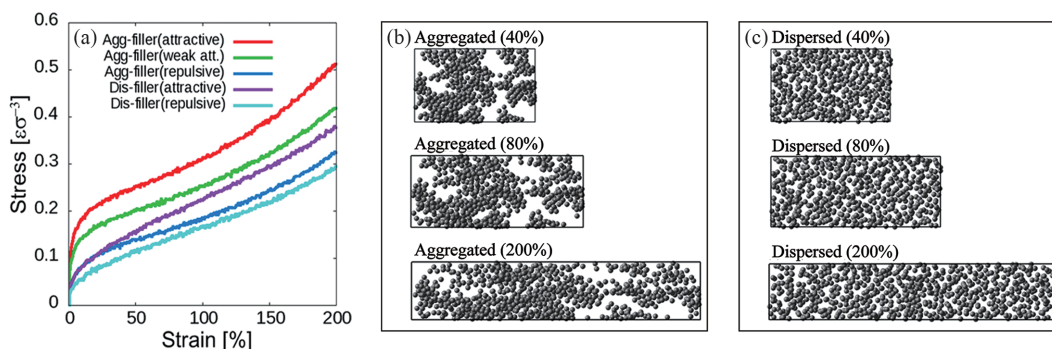 (a)
Agg-filler(attractive)
Agg-filler(weak att.)
Agg-filler(repulsive)
Dis-filler(attractive)
Dis-filler(repulsive)
Stress [εσ⁻³]
0.6
0.5
0.4
0.3
0.2
0.1
0
0 50 100 150 200
Strain [%]
(b)
Aggregated (40%)
Aggregated (80%)
Aggregated (200%)
(c)
Dispersed (40%)
Dispersed (80%)
Dispersed (200%)